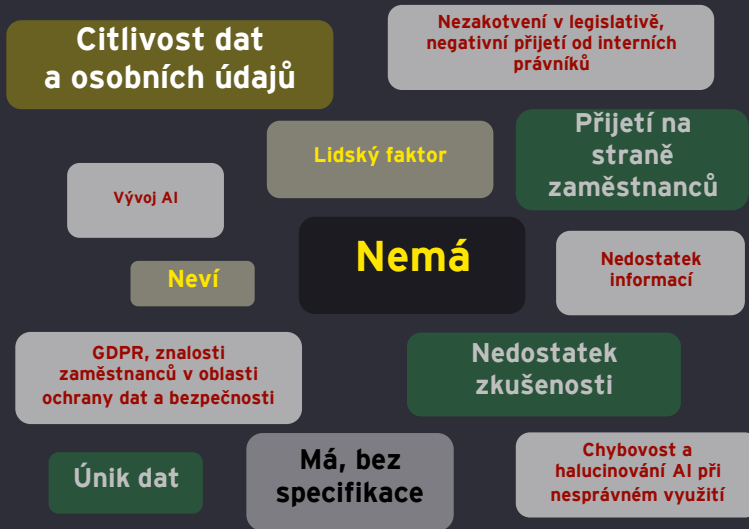 Citlivost dat
a osobních údajů
Nezakotvení v legislativě,
negativní přijetí od interních
právníků
Lidský faktor
Přijetí na
straně
zaměstnanců
Vývoj AI
Nemá
Neví
Nedostatek
informací
GDPR, znalosti
zaměstnanců v oblasti
ochrany dat a bezpečnosti
Nedostatek
zkušenosti
Únik dat
Má, bez
specifikace
Chybovost a
halucinování AI při
nesprávném využití